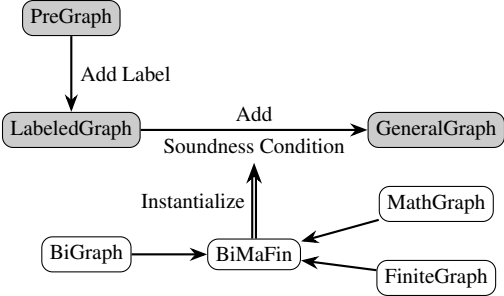 PreGraph
Add Label
LabeledGraph
Add
Soundness Condition
GeneralGraph
Instantialize
MathGraph
BiGraph
BiMaFin
FiniteGraph